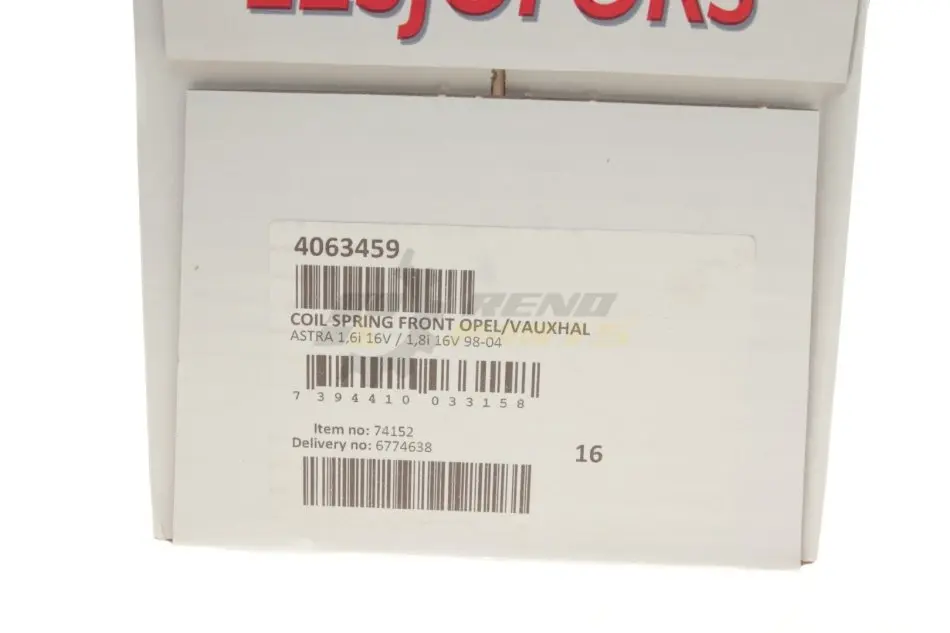 LESJÖFORS
4063459
COIL SPRING FRONT OPEL/VAUXHAL
ASTRA 1,6i 16V / 1,8i 16V 98-04
7 394410 033158
Item no: 74152
Delivery no: 6774638
16